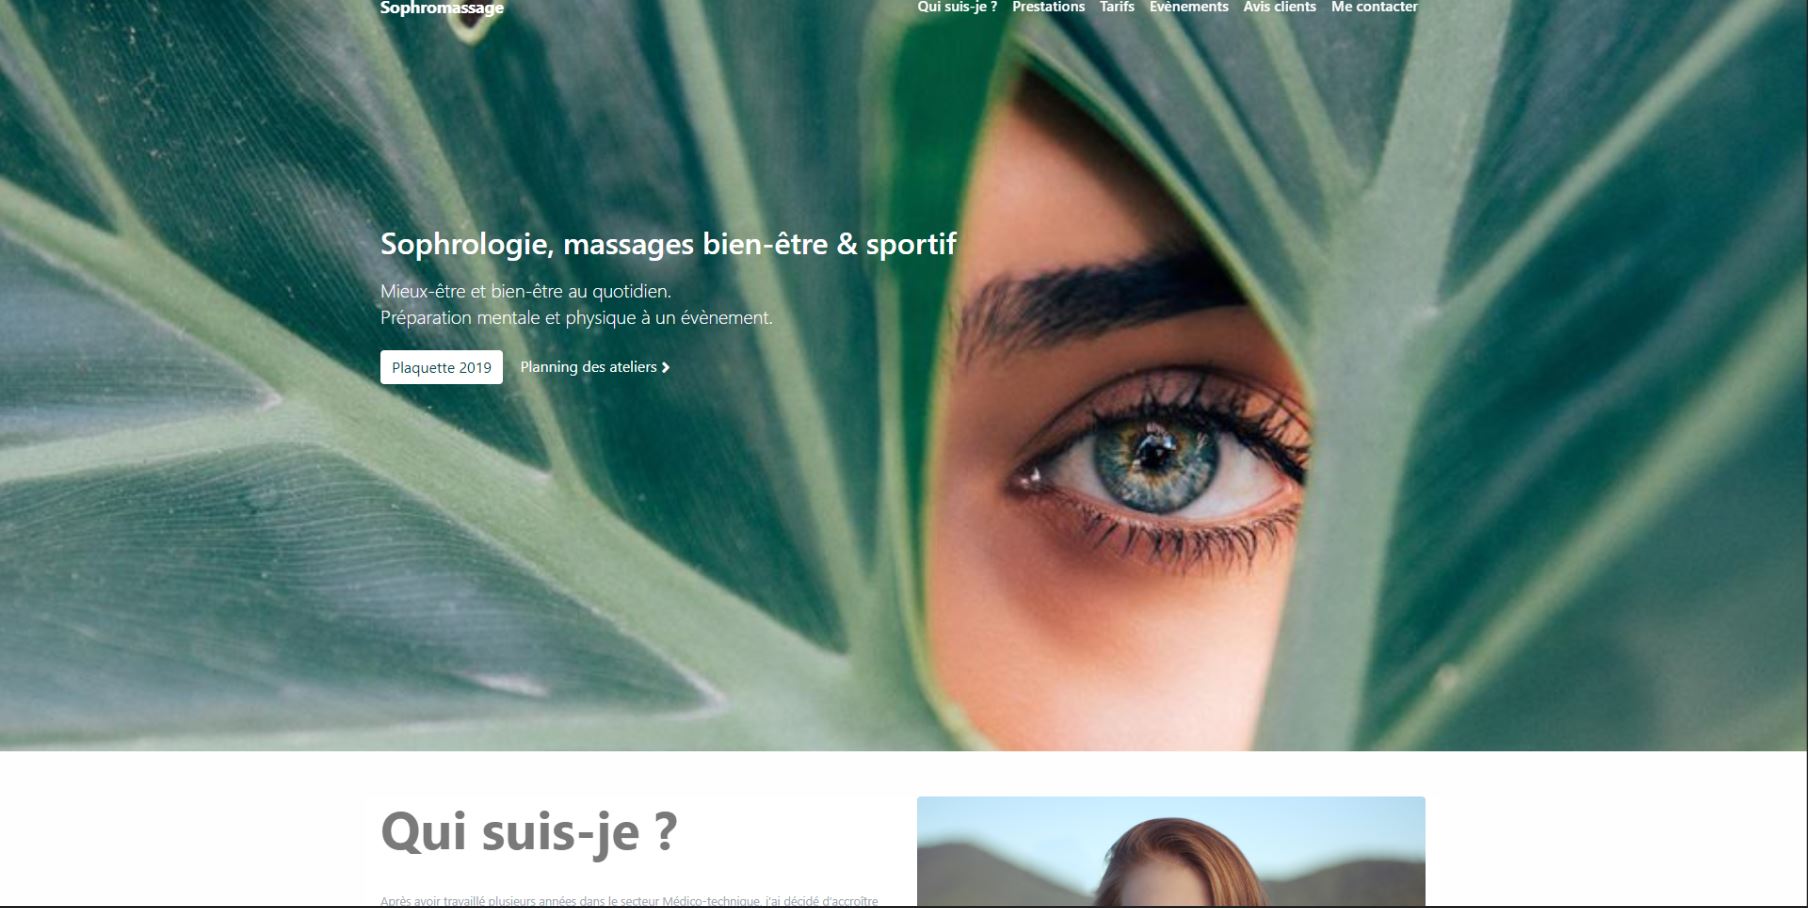 Sophromassage
Qui suis-je ? Prestations Tarifs Evènements Avis clients Me contacter
Sophrologie, massages bien-être & sportif
Mieux-être et bien-être au quotidien.
Préparation mentale et physique à un évènement.
Plaquette 2019 Planning des ateliers
Qui suis-je ?
Après avoir travaillé plusieurs années dans le secteur Médico-technique, j'ai décidé d'accroître